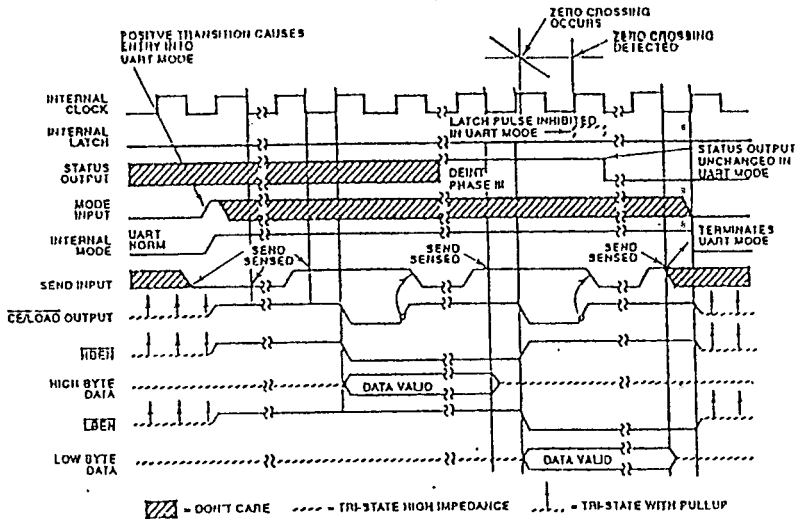 ZERO CROSSING
OCCURS
POSITIVE TRANSITION CAUSES
ENTRY INTO
UART MODE
ZERO CROSSING
DETECTED
INTERNAL
CLOCK
LATCH PULSE INHIBITED
IN UART MODE
INTERNAL
LATCH
STATUS OUTPUT
UNCHANGED IN
UART MODE
STATUS
OUTPUT
DEINT
PHASE III
MODE
INPUT
UART
NORM
INTERNAL
MODE
SEND
SENSED
SEND
SENSED
SEND
SENSED
TERMINATES
UART MODE
SEND INPUT
CE/LOAD OUTPUT
HBEN
HIGH BYTE
DATA
DATA VALID
LBEN
LOW BYTE
DATA
DATA VALID
= DON'T CARE
= TRI-STATE HIGH IMPEDANCE
= TRI-STATE WITH PULLUP